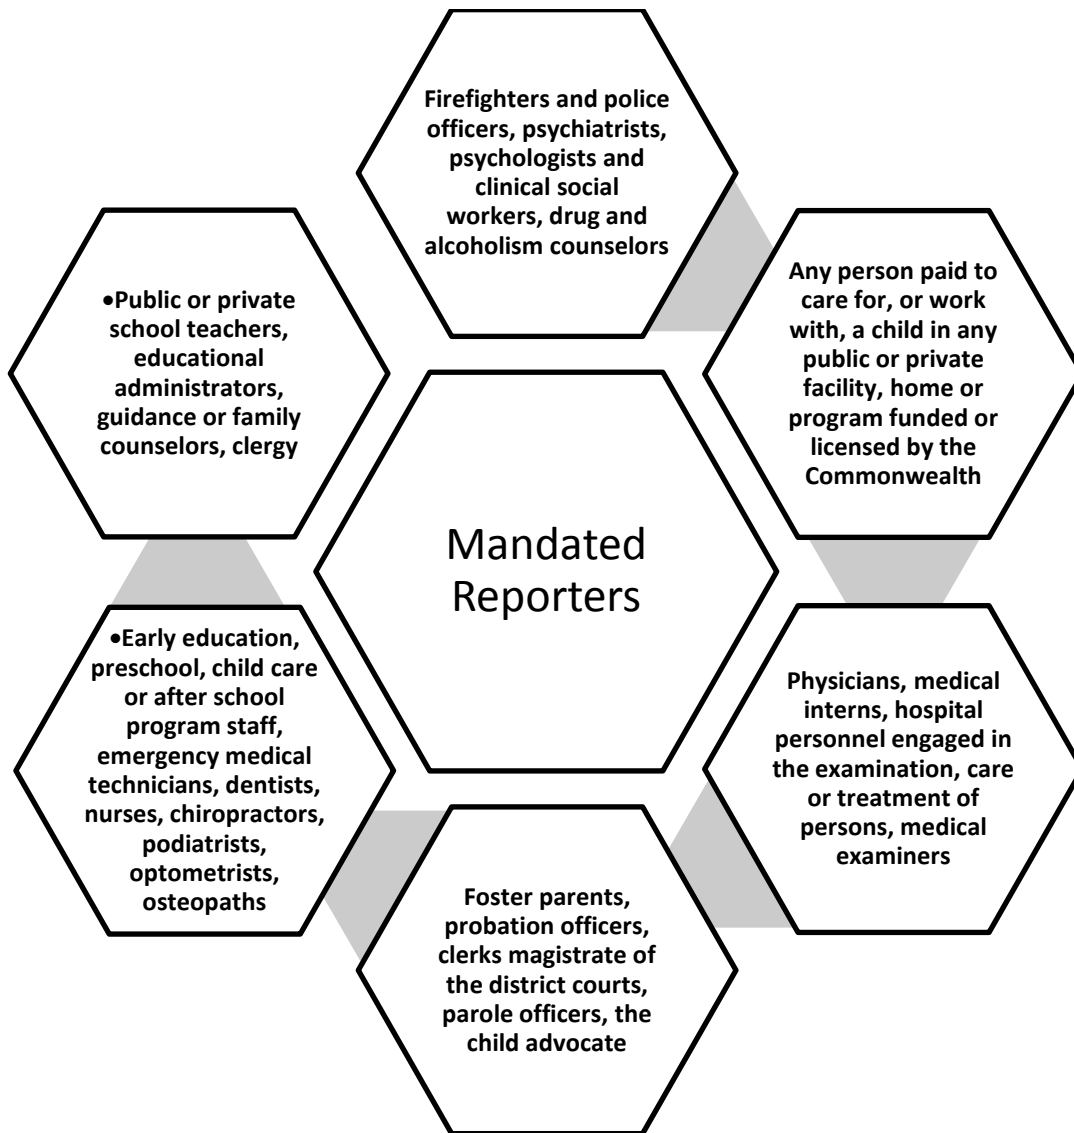 Firefighters and police
officers, psychiatrists,
psychologists and
clinical social
workers, drug and
alcoholism counselors
Any person paid to
care for, or work
with, a child in any
public or private
facility, home or
program funded or
licensed by the
Commonwealth
•Public or private
school teachers,
educational
administrators,
guidance or family
counselors, clergy
Mandated
Reporters
•Early education,
preschool, child care
or after school
program staff,
emergency medical
technicians, dentists,
nurses, chiropractors,
podiatrists,
optometrists,
osteopaths
Physicians, medical
interns, hospital
personnel engaged in
the examination, care
or treatment of
persons, medical
examiners
Foster parents,
probation officers,
clerks magistrate of
the district courts,
parole officers, the
child advocate